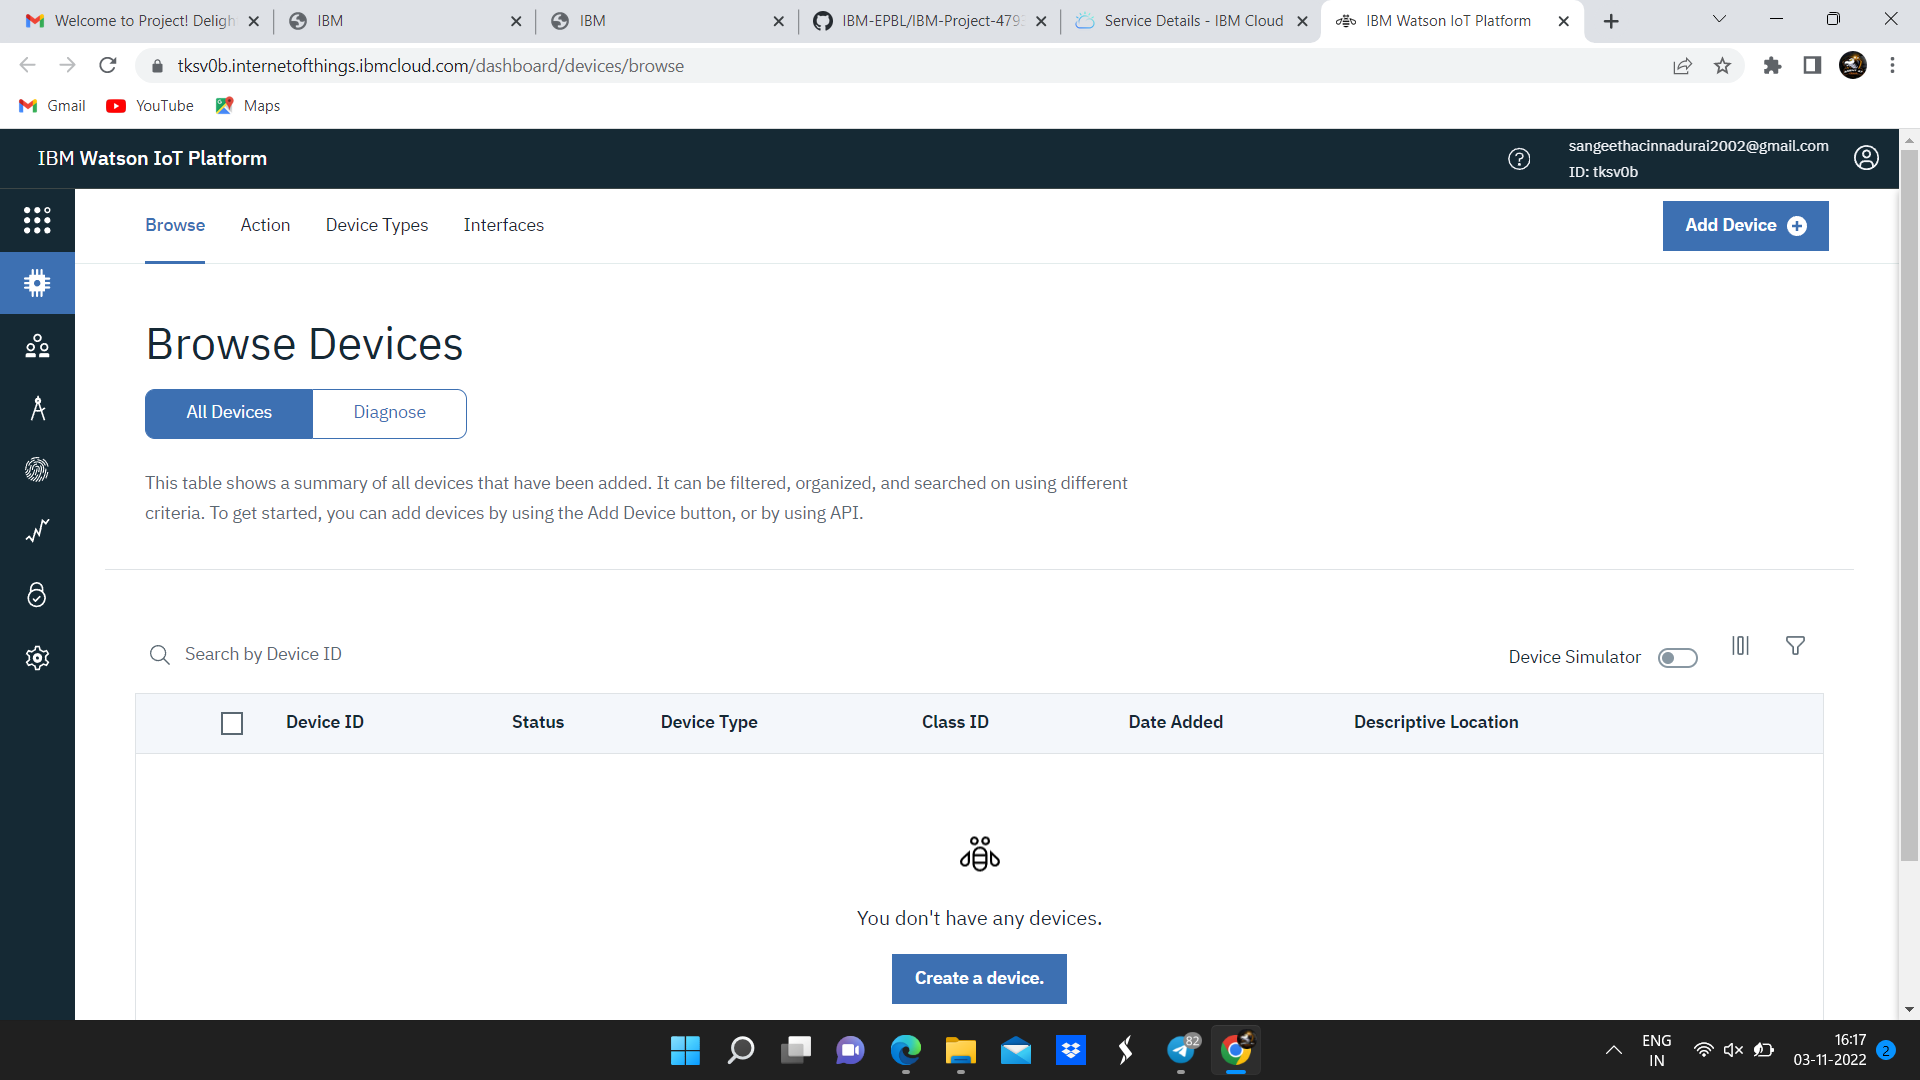 Welcome to Project! Deligh
IBM
IBM
IBM-EPBL/IBM-Project-479
Service Details - IBM Cloud
IBM Watson IoT Platform
tksv0b.internetofthings.ibmcloud.com/dashboard/devices/browse
Gmail
YouTube
Maps
IBM Watson IoT Platform
sangeethacinnadurai2002@gmail.com
ID: tksv0b
Browse
Action
Device Types
Interfaces
Add Device
Browse Devices
All Devices
Diagnose
This table shows a summary of all devices that have been added. It can be filtered, organized, and searched on using different
criteria. To get started, you can add devices by using the Add Device button, or by using API.
Search by Device ID
Device Simulator
Device ID
Status
Device Type
Class ID
Date Added
Descriptive Location
You don't have any devices.
Create a device.
82
ENG
IN
16:17
03-11-2022
2